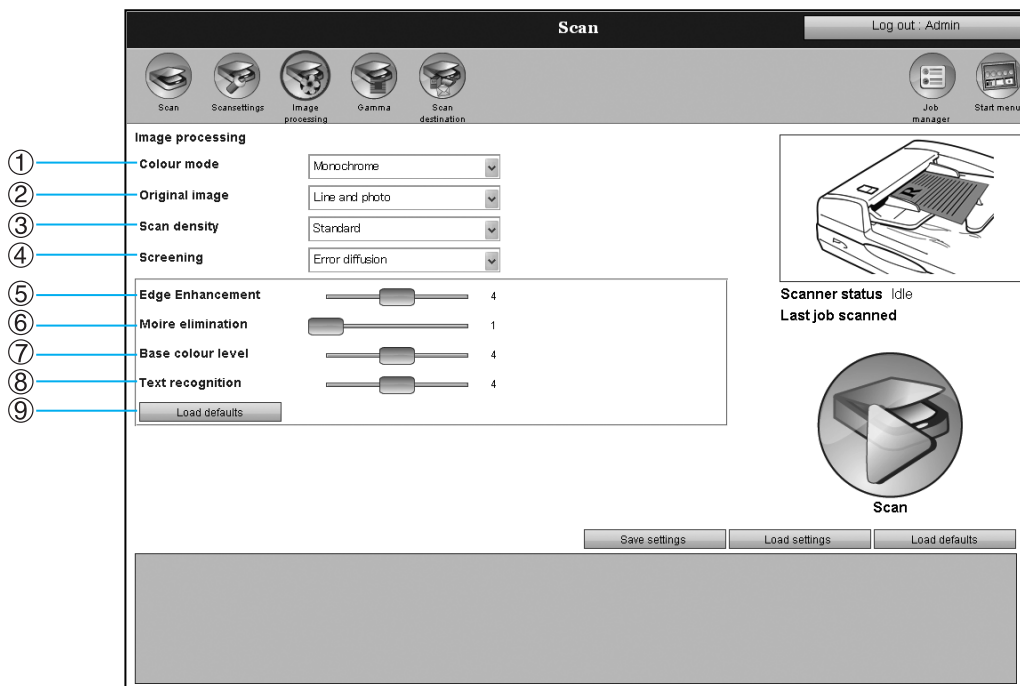 Scan
Log out : Admin
Scan
Scansettings
Image processing
Gamma
Scan destination
Job manager
Start menu
Image processing
① Colour mode Monochrome
② Original image Line and photo
③ Scan density Standard
④ Screening Error diffusion
⑤ Edge Enhancement 4
⑥ Moire elimination 1
⑦ Base colour level 4
⑧ Text recognition 4
⑨ Load defaults
R
Scanner status Idle
Last job scanned
Scan
Save settings
Load settings
Load defaults